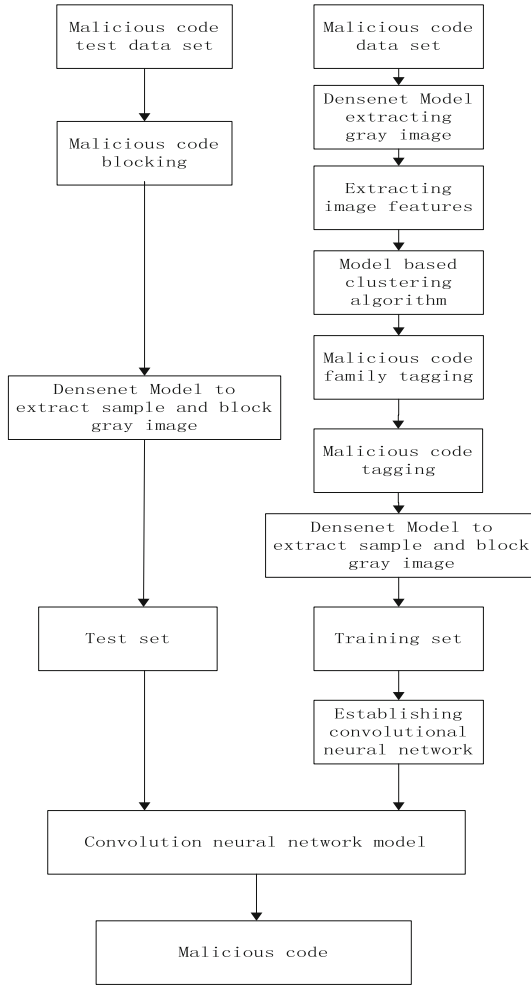 Malicious code
test data set
Malicious code
blocking
Densenet Model to
extract sample and block
gray image
Test set
Malicious code
data set
Densenet Model
extracting
gray image
Extracting
image features
Model based
clustering
algorithm
Malicious code
family tagging
Malicious code
tagging
Densenet Model to
extract sample and block
gray image
Training set
Establishing
convolutional
neural network
Convolution neural network model
Malicious code